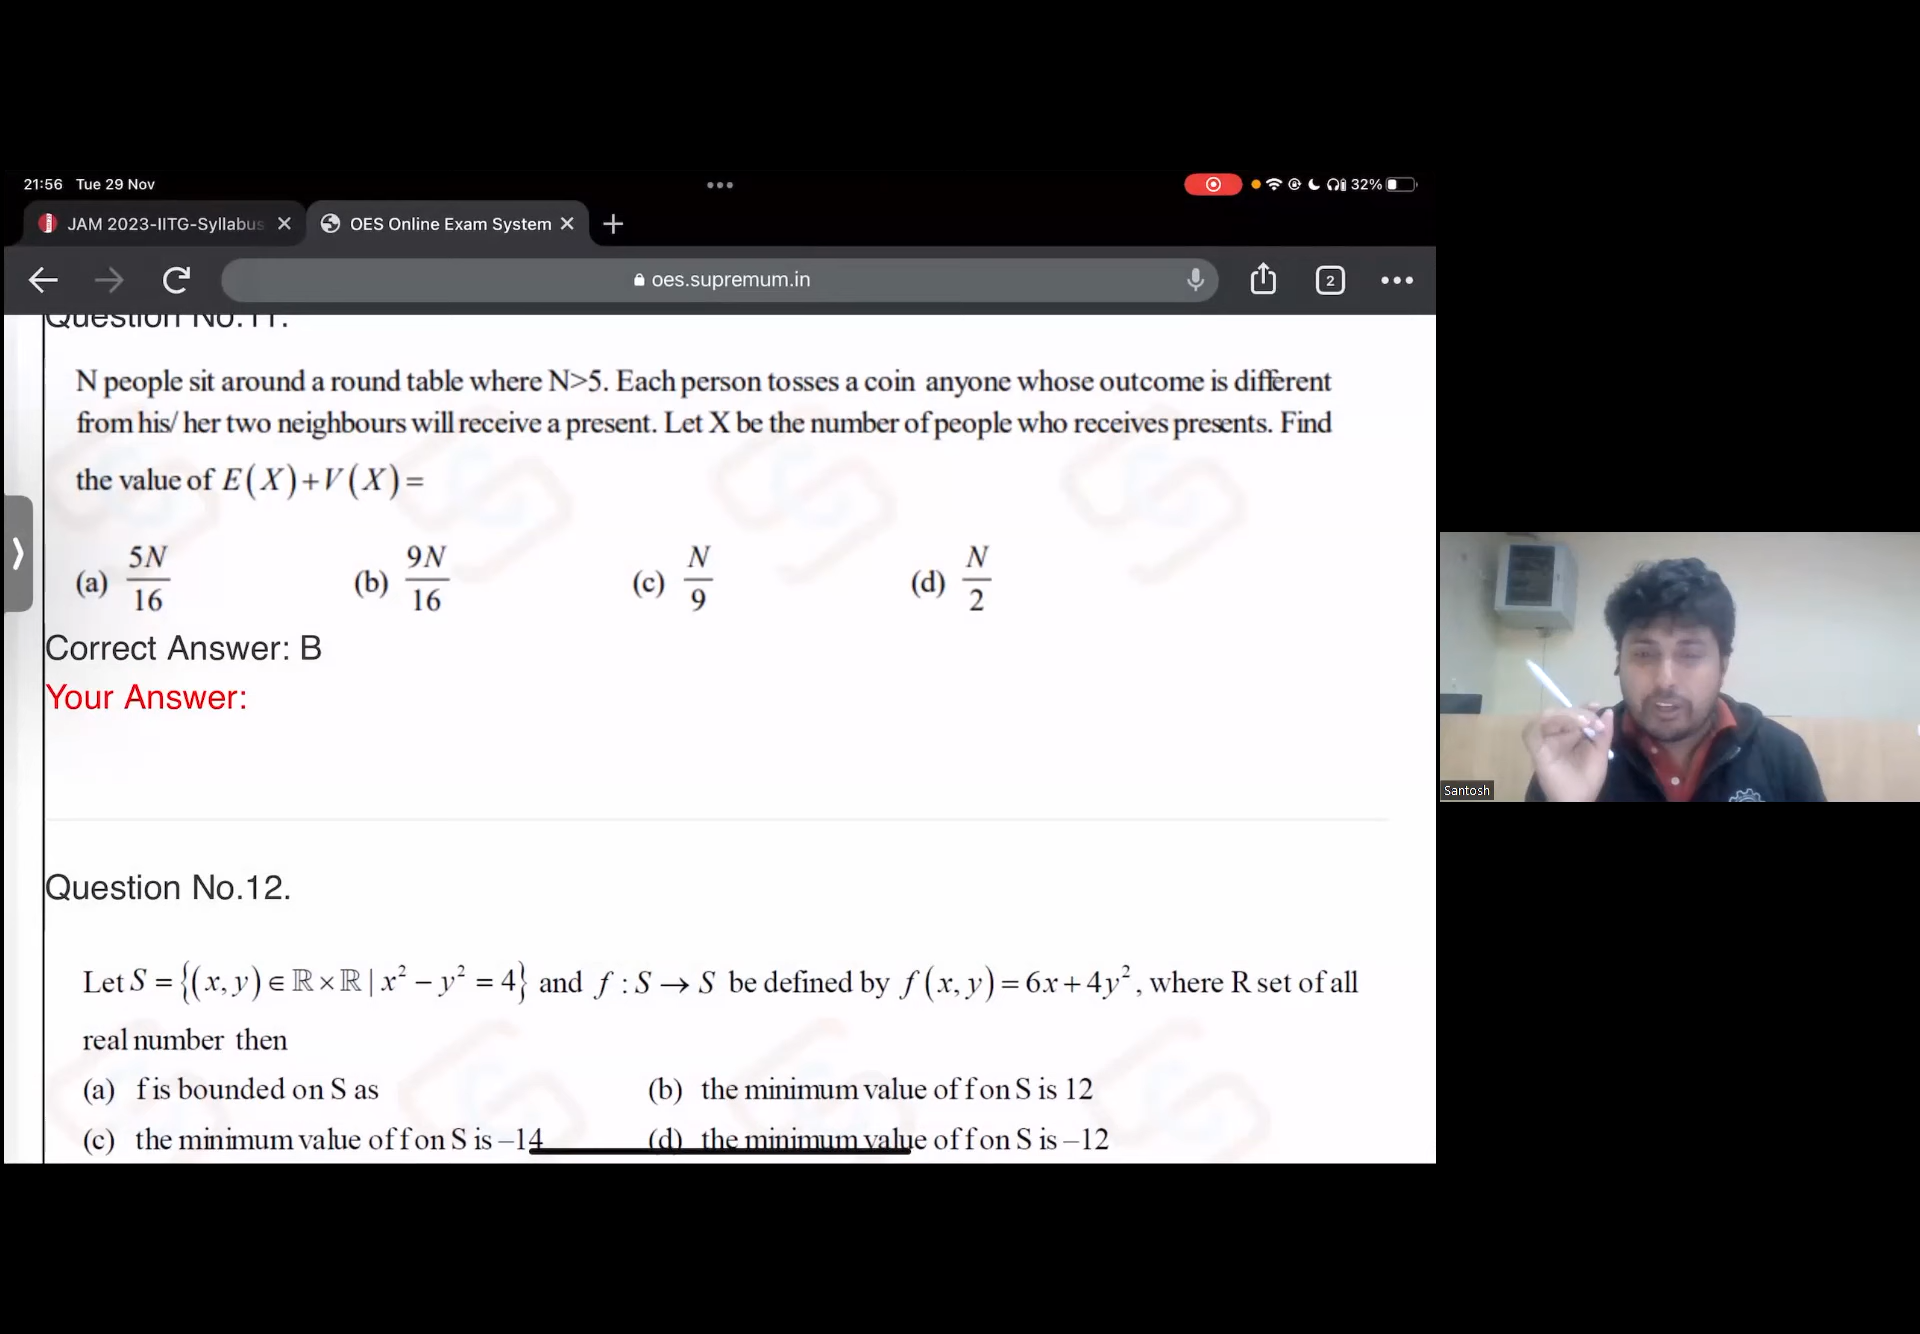 21:56 Tue 29 Nov
32%
JAM 2023-IITG-Syllabus
OES Online Exam System
oes.supremum.in
2
Question No.11.
N people sit around a round table where N>5. Each person tosses a coin anyone whose outcome is different
from his/ her two neighbours will receive a present. Let X be the number of people who receives presents. Find
the value of E(X)+V(X)=
(a) 5N/16 (b) 9N/16 (c) N/9 (d) N/2
Correct Answer: B
Your Answer:
Santosh
Question No.12.
Let S = {(x, y) ∈ ℝ×ℝ | x² − y² = 4} and f : S → S be defined by f(x, y) = 6x + 4y², where R set of all
real number then
(a) f is bounded on S as (b) the minimum value of f on S is 12
(c) the minimum value of f on S is –14 (d) the minimum value of f on S is –12